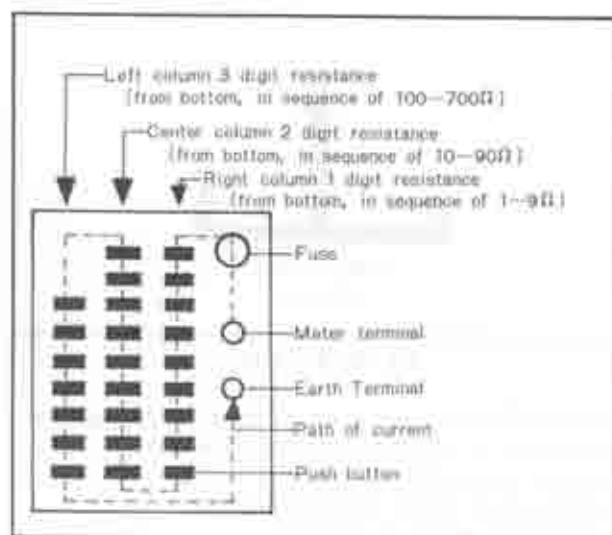 Left column 3 digit resistance
(from bottom, in sequence of 100—700Ω)
Center column 2 digit resistance
(from bottom, in sequence of 10—90Ω)
Right column 1 digit resistance
(from bottom, in sequence of 1—9Ω)
Fuse
Meter terminal
Earth Terminal
Path of current
Push button